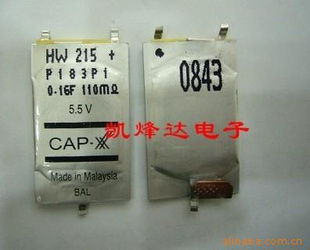 HW 215 +
P183P1
0.16F 110mΩ
5.5 V
CAP-XX
Made in Malaysia
BAL
0843
凯烽达电子